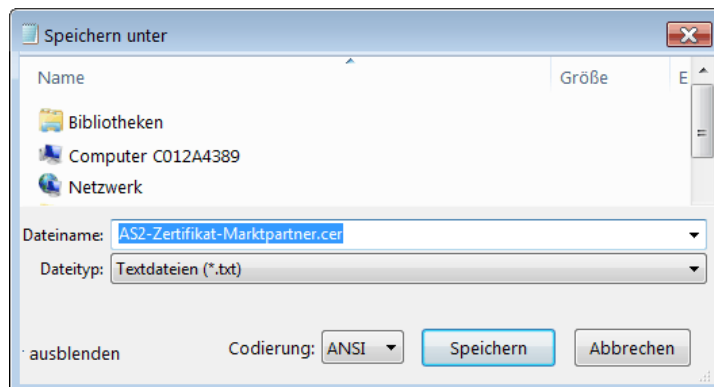 Speichern unter
Name Größe E
Bibliotheken
Computer C012A4389
Netzwerk
Dateiname: AS2-Zertifikat-Marktpartner.cer
Dateityp: Textdateien (*.txt)
ausblenden Codierung: ANSI Speichern Abbrechen